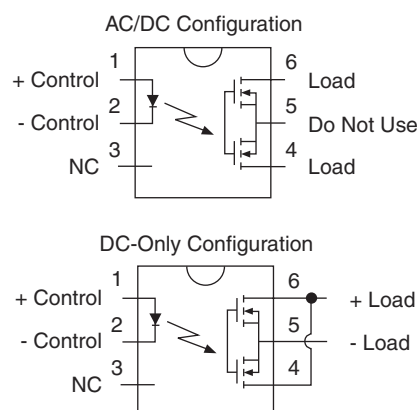 AC/DC Configuration
1
+ Control
2
- Control
3
NC
6
Load
5
Do Not Use
4
Load
DC-Only Configuration
1
+ Control
2
- Control
3
NC
6
+ Load
5
- Load
4